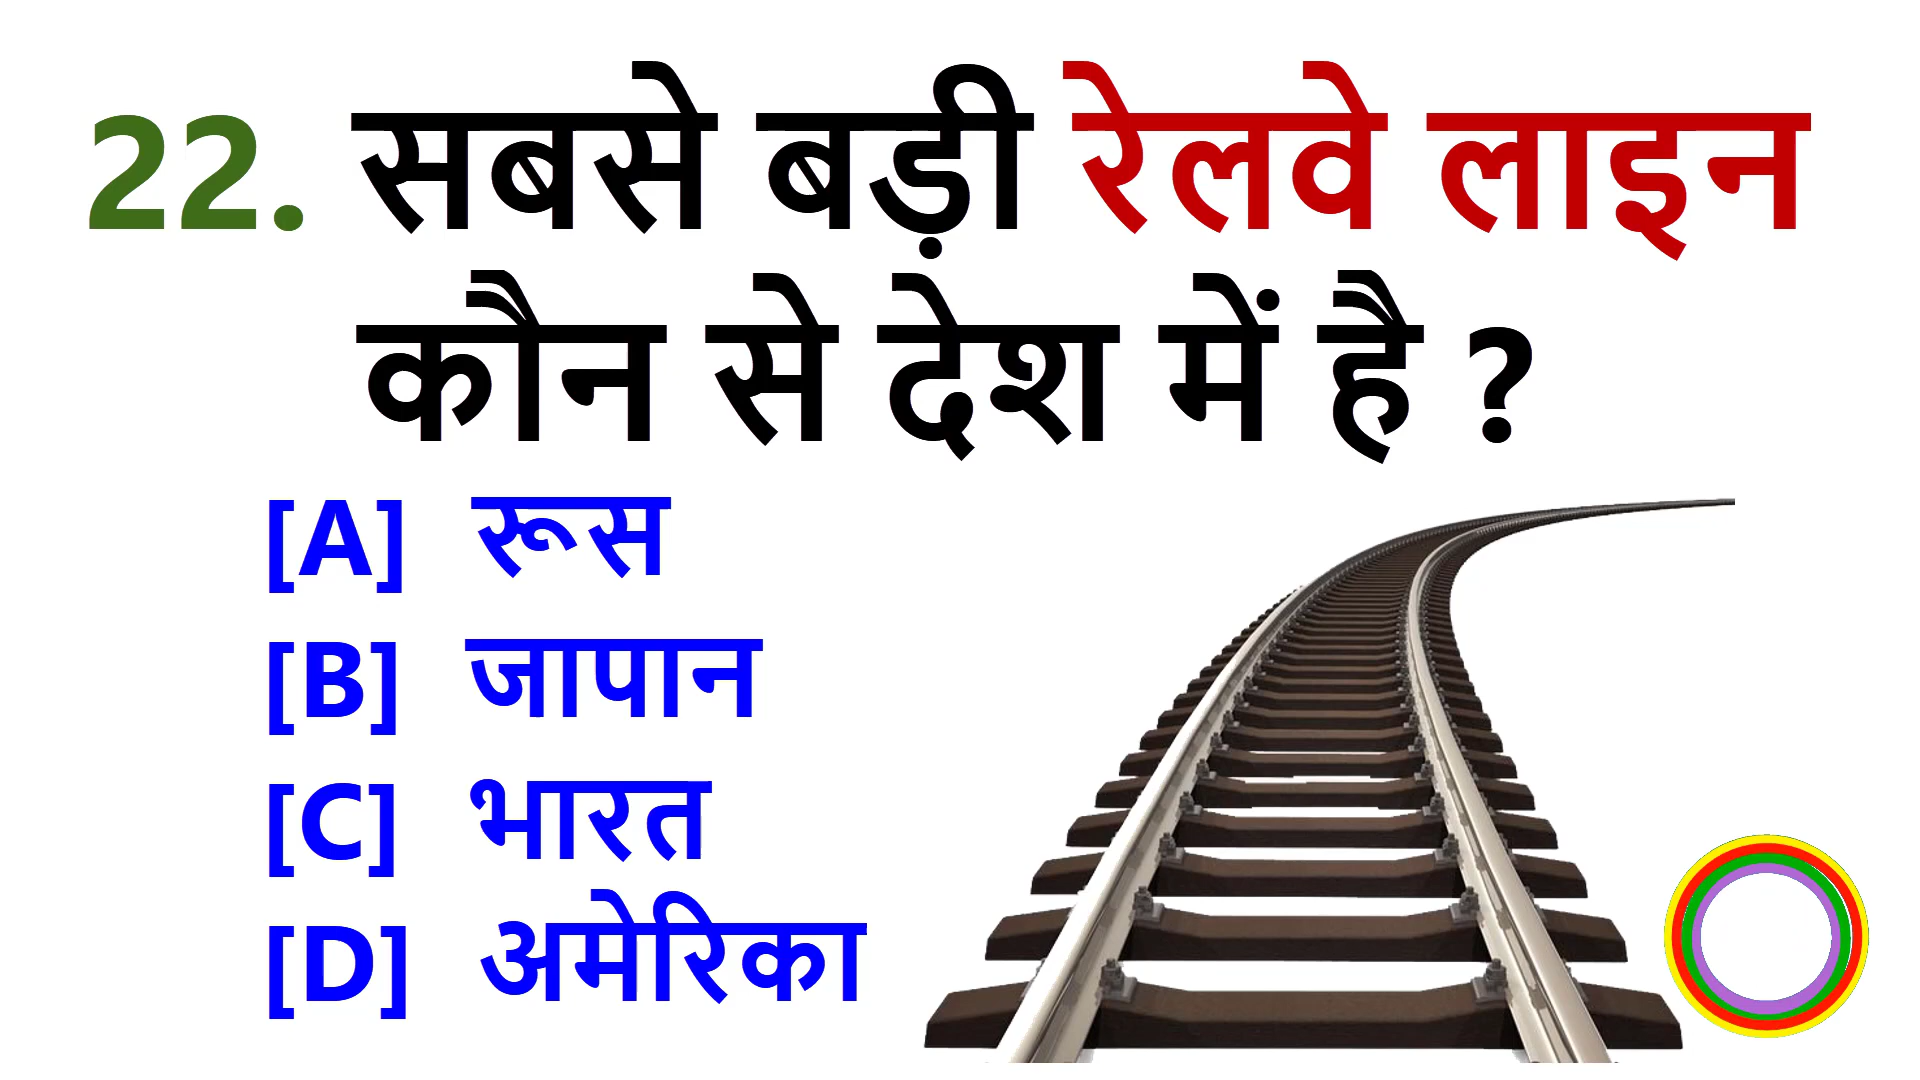 22. सबसे बड़ी रेलवे लाइन
कौन से देश में है ?
[A] रूस
[B] जापान
[C] भारत
[D] अमेरिका